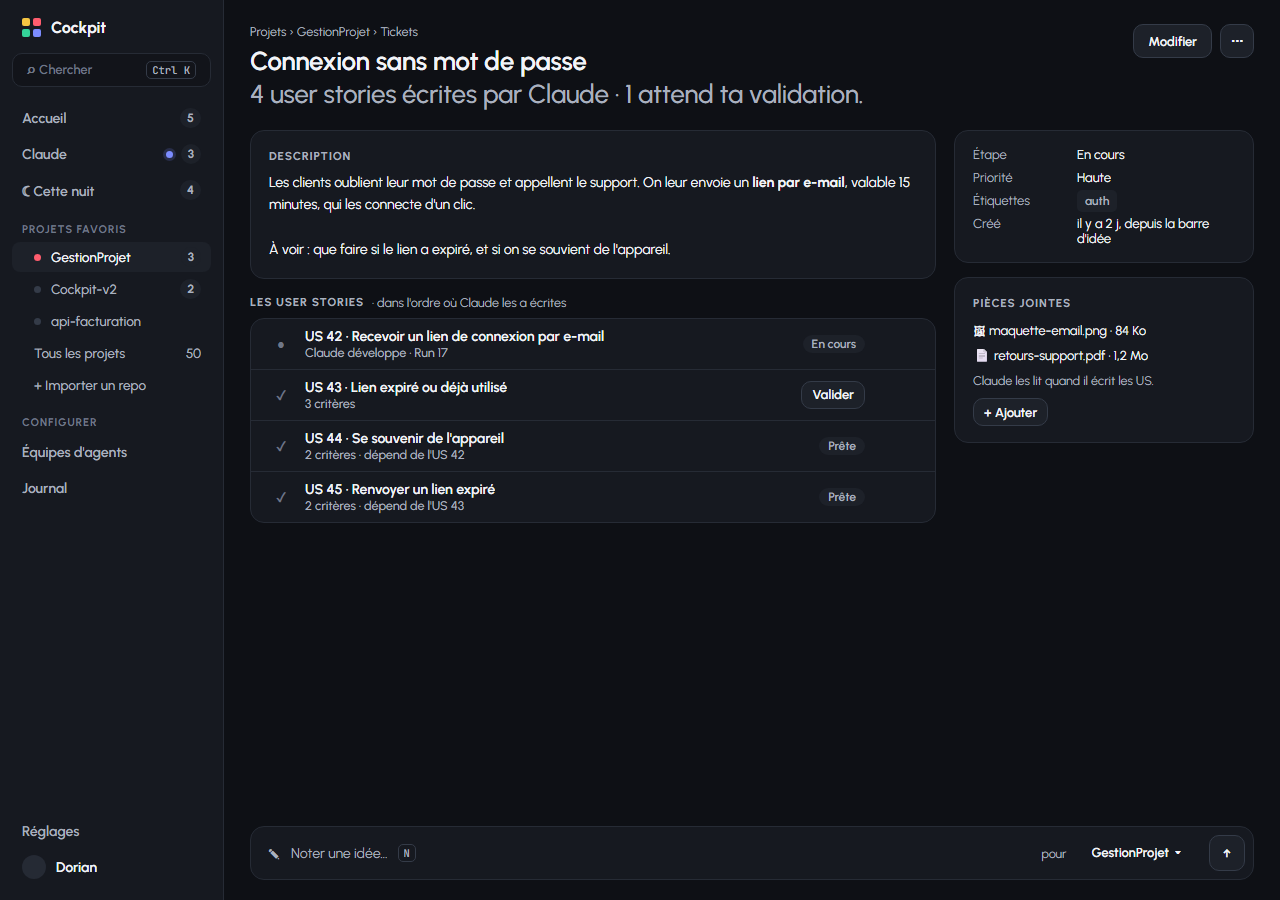 Cockpit
Chercher Ctrl K
Accueil 5
Claude 3
Cette nuit 4
PROJETS FAVORIS
GestionProjet 3
Cockpit-v2 2
api-facturation
Tous les projets 50
+ Importer un repo
CONFIGURER
Équipes d'agents
Journal
Réglages
Dorian
Projets › GestionProjet › Tickets
Connexion sans mot de passe
4 user stories écrites par Claude · 1 attend ta validation.
Modifier ···
DESCRIPTION
Les clients oublient leur mot de passe et appellent le support. On leur envoie un lien par e-mail, valable 15
minutes, qui les connecte d'un clic.
À voir : que faire si le lien a expiré, et si on se souvient de l'appareil.
LES USER STORIES · dans l'ordre où Claude les a écrites
US 42 · Recevoir un lien de connexion par e-mail
Claude développe · Run 17
En cours
US 43 · Lien expiré ou déjà utilisé
3 critères
Valider
US 44 · Se souvenir de l'appareil
2 critères · dépend de l'US 42
Prête
US 45 · Renvoyer un lien expiré
2 critères · dépend de l'US 43
Prête
Étape En cours
Priorité Haute
Étiquettes auth
Créé il y a 2 j, depuis la barre
d'idée
PIÈCES JOINTES
maquette-email.png · 84 Ko
retours-support.pdf · 1,2 Mo
Claude les lit quand il écrit les US.
+ Ajouter
Noter une idée… N
pour GestionProjet